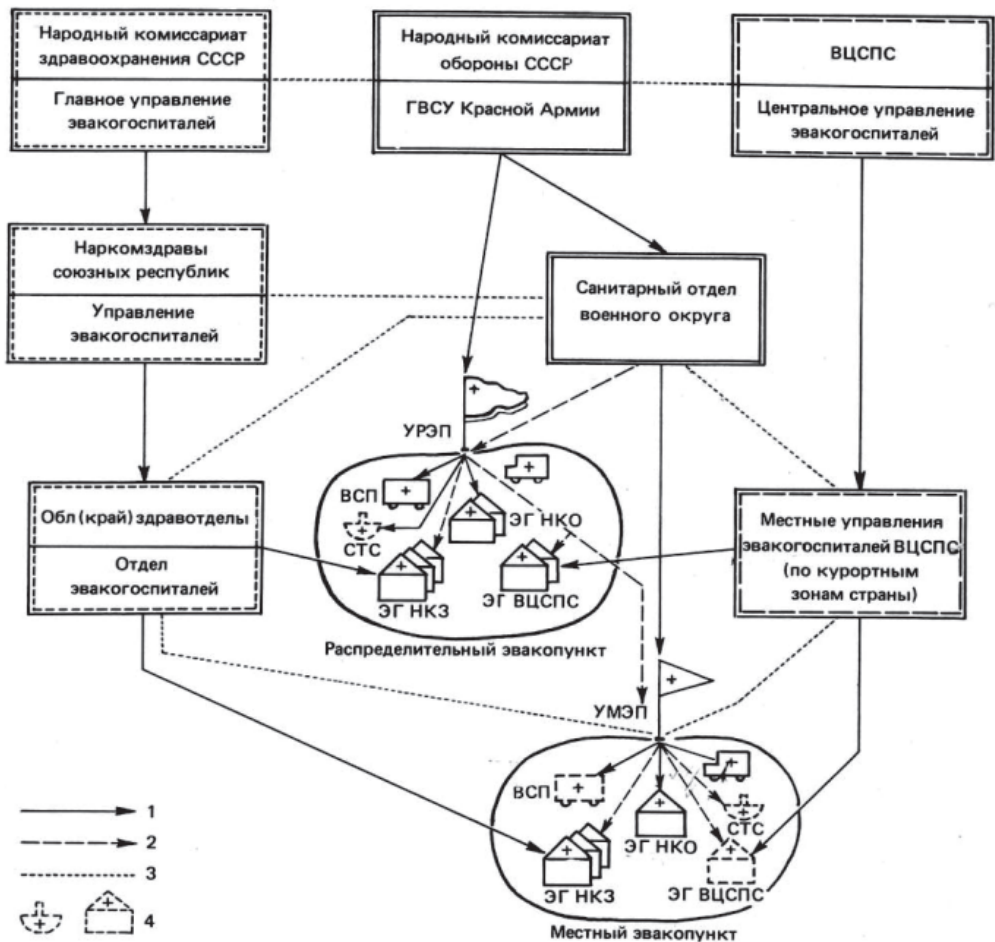 Народный комиссариат
здравоохранения СССР
Главное управление
эвакогоспиталей
Народный комиссариат
обороны СССР
ГВСУ Красной Армии
ВЦСПС
Центральное управление
эвакогоспиталей
Наркомздравы
союзных республик
Управление
эвакогоспиталей
Санитарный отдел
военного округа
УРЭП
ВСП
СТС
ЭГ НКО
ЭГ НКЗ
ЭГ ВЦСПС
Распределительный эвакопункт
Обл (край) здравотделы
Отдел
эвакогоспиталей
Местные управления
эвакогоспиталей ВЦСПС
(по курортным
зонам страны)
УМЭП
ВСП
СТС
ЭГ НКО
ЭГ НКЗ
ЭГ ВЦСПС
Местный эвакопункт
1
2
3
4